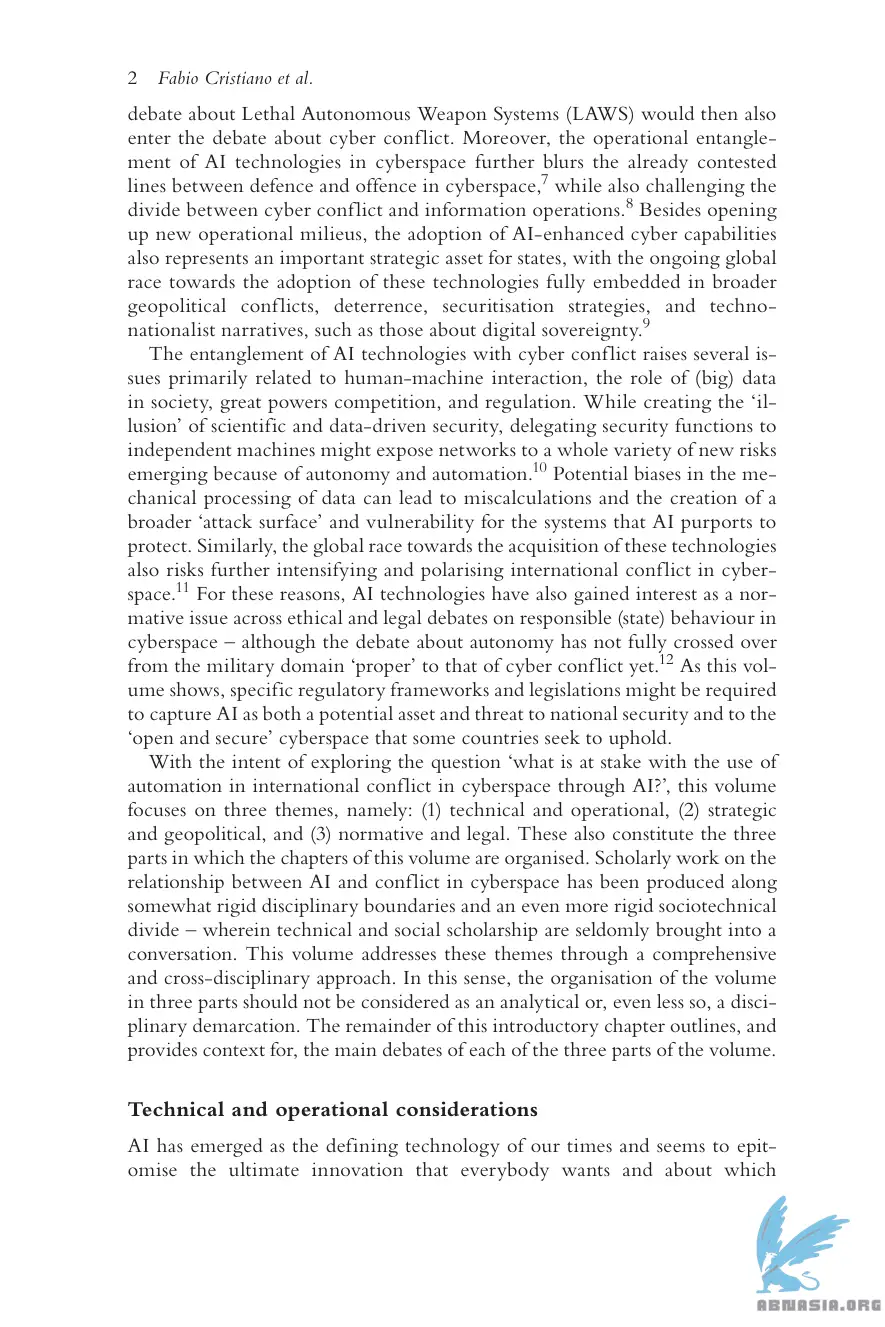 2 Fabio Cristiano et al.
debate about Lethal Autonomous Weapon Systems (LAWS) would then also
enter the debate about cyber conflict. Moreover, the operational entangle-
ment of AI technologies in cyberspace further blurs the already contested
lines between defence and offence in cyberspace,7 while also challenging the
divide between cyber conflict and information operations.8 Besides opening
up new operational milieus, the adoption of AI-enhanced cyber capabilities
also represents an important strategic asset for states, with the ongoing global
race towards the adoption of these technologies fully embedded in broader
geopolitical conflicts, deterrence, securitisation strategies, and techno-
nationalist narratives, such as those about digital sovereignty.9
The entanglement of AI technologies with cyber conflict raises several is-
sues primarily related to human-machine interaction, the role of (big) data
in society, great powers competition, and regulation. While creating the ‘il-
lusion’ of scientific and data-driven security, delegating security functions to
independent machines might expose networks to a whole variety of new risks
emerging because of autonomy and automation.10 Potential biases in the me-
chanical processing of data can lead to miscalculations and the creation of a
broader ‘attack surface’ and vulnerability for the systems that AI purports to
protect. Similarly, the global race towards the acquisition of these technologies
also risks further intensifying and polarising international conflict in cyber-
space.11 For these reasons, AI technologies have also gained interest as a nor-
mative issue across ethical and legal debates on responsible (state) behaviour in
cyberspace – although the debate about autonomy has not fully crossed over
from the military domain ‘proper’ to that of cyber conflict yet.12 As this vol-
ume shows, specific regulatory frameworks and legislations might be required
to capture AI as both a potential asset and threat to national security and to the
‘open and secure’ cyberspace that some countries seek to uphold.
With the intent of exploring the question ‘what is at stake with the use of
automation in international conflict in cyberspace through AI?’, this volume
focuses on three themes, namely: (1) technical and operational, (2) strategic
and geopolitical, and (3) normative and legal. These also constitute the three
parts in which the chapters of this volume are organised. Scholarly work on the
relationship between AI and conflict in cyberspace has been produced along
somewhat rigid disciplinary boundaries and an even more rigid sociotechnical
divide – wherein technical and social scholarship are seldomly brought into a
conversation. This volume addresses these themes through a comprehensive
and cross-disciplinary approach. In this sense, the organisation of the volume
in three parts should not be considered as an analytical or, even less so, a disci-
plinary demarcation. The remainder of this introductory chapter outlines, and
provides context for, the main debates of each of the three parts of the volume.
Technical and operational considerations
AI has emerged as the defining technology of our times and seems to epit-
omise the ultimate innovation that everybody wants and about which
ABNASIA.ORG